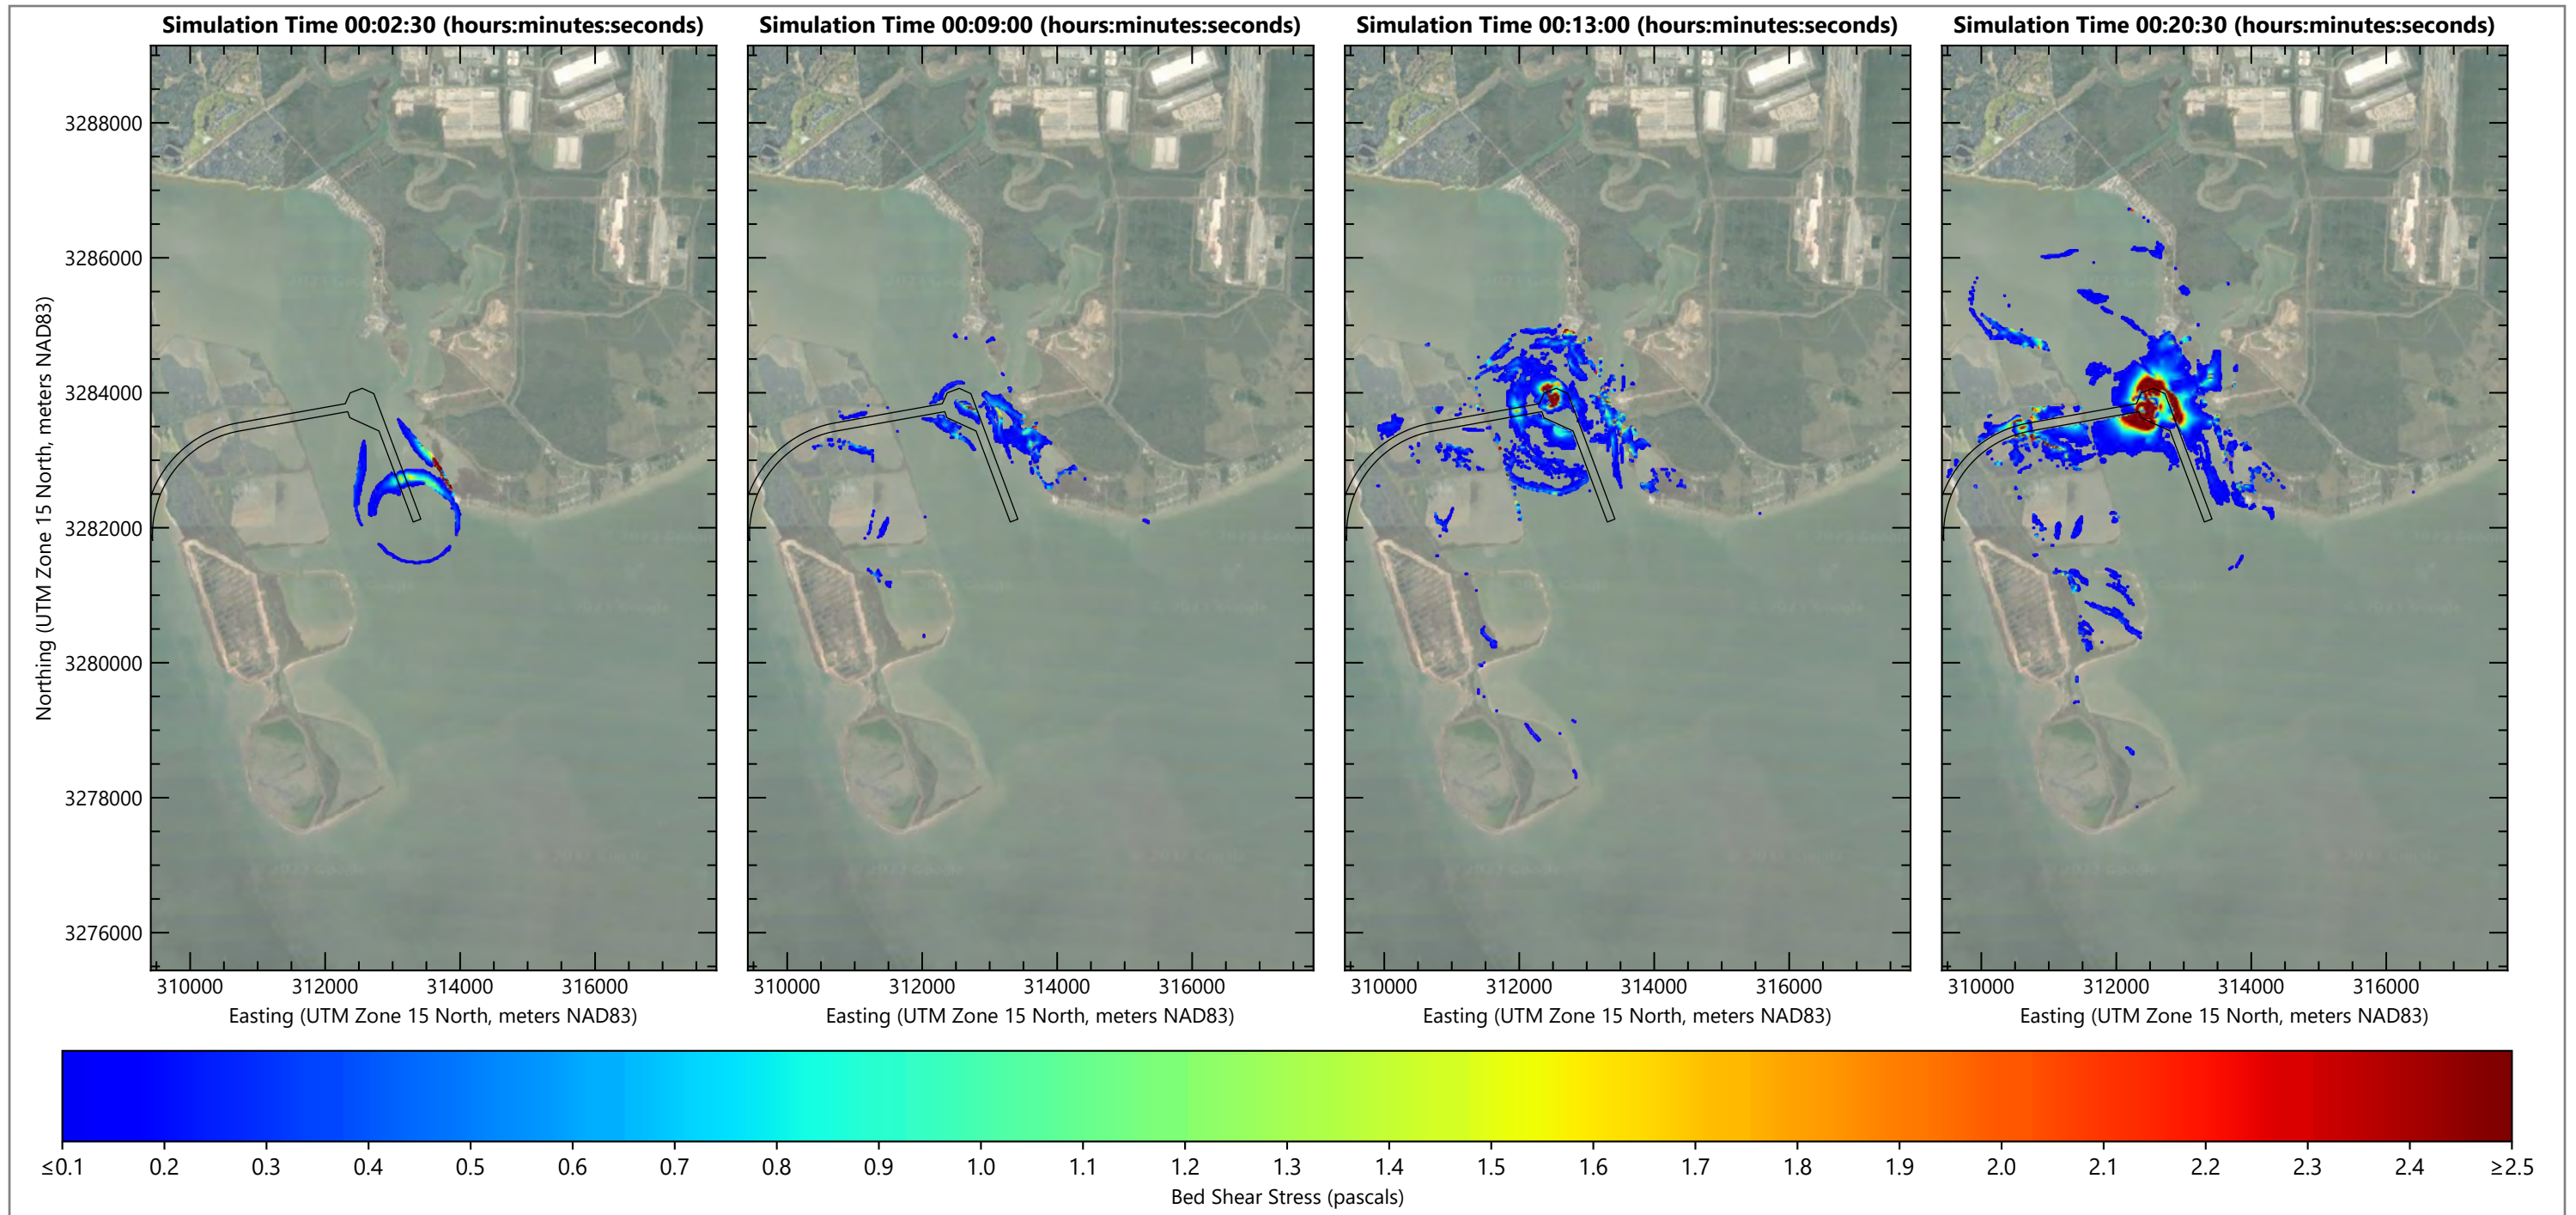 Simulation Time 00:02:30 (hours:minutes:seconds)
Simulation Time 00:09:00 (hours:minutes:seconds)
Simulation Time 00:13:00 (hours:minutes:seconds)
Simulation Time 00:20:30 (hours:minutes:seconds)
Northing (UTM Zone 15 North, meters NAD83)
3288000
3286000
3284000
3282000
3280000
3278000
3276000
310000 312000 314000 316000
310000 312000 314000 316000
310000 312000 314000 316000
310000 312000 314000 316000
Easting (UTM Zone 15 North, meters NAD83)
Easting (UTM Zone 15 North, meters NAD83)
Easting (UTM Zone 15 North, meters NAD83)
Easting (UTM Zone 15 North, meters NAD83)
≤0.1 0.2 0.3 0.4 0.5 0.6 0.7 0.8 0.9 1.0 1.1 1.2 1.3 1.4 1.5 1.6 1.7 1.8 1.9 2.0 2.1 2.2 2.3 2.4 ≥2.5
Bed Shear Stress (pascals)